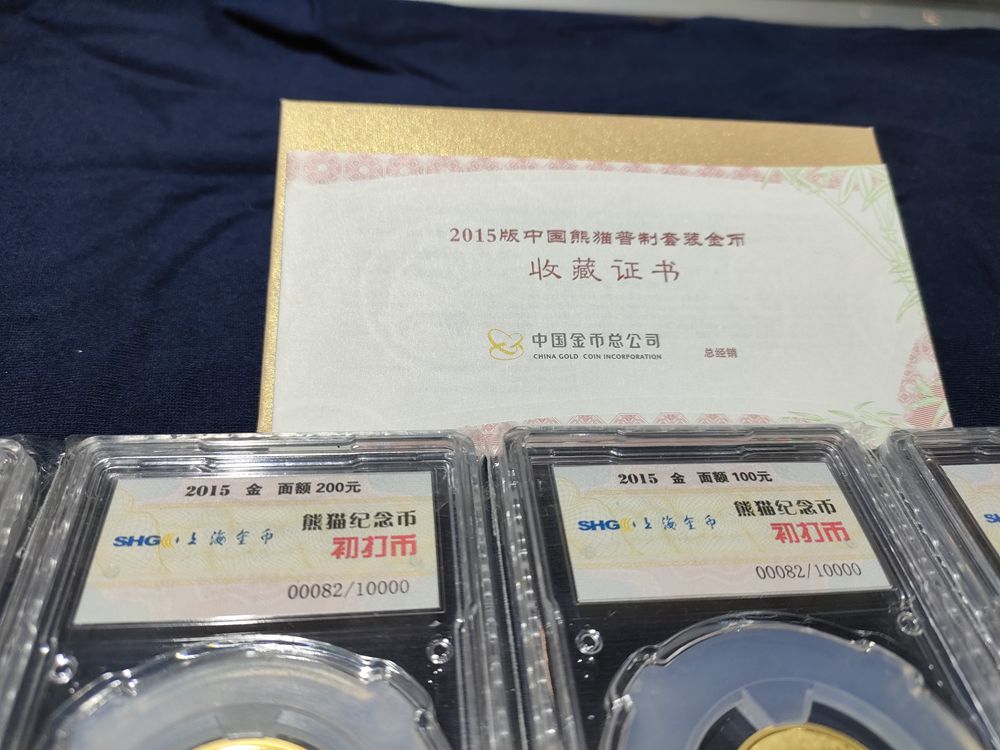 2015版中国熊猫普制套装金币
收藏证书
中国金币总公司
CHINA GOLD COIN INCORPORATION
总经销
2015 金 面额 200元
熊猫纪念币
SHG 上海金币
初打币
00082/10000
2015 金 面额 100元
熊猫纪念币
SHG 上海金币
初打币
00082/10000